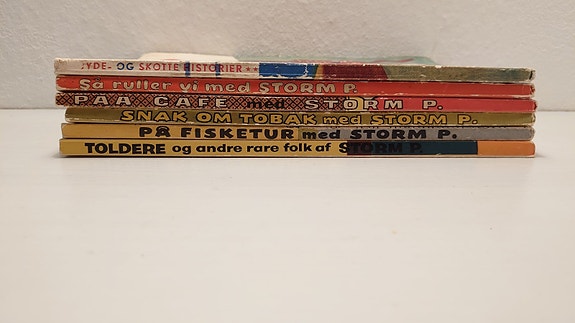 JYDE- OG SKOTTE HISTORIER **
Så ruller vi med STORM P.
PAA CAFE med STORM P.
SNAK OM TOBAK med STORM P.
PÅ FISKETUR med STORM P.
TOLDERE og andre rare folk af STORM P.